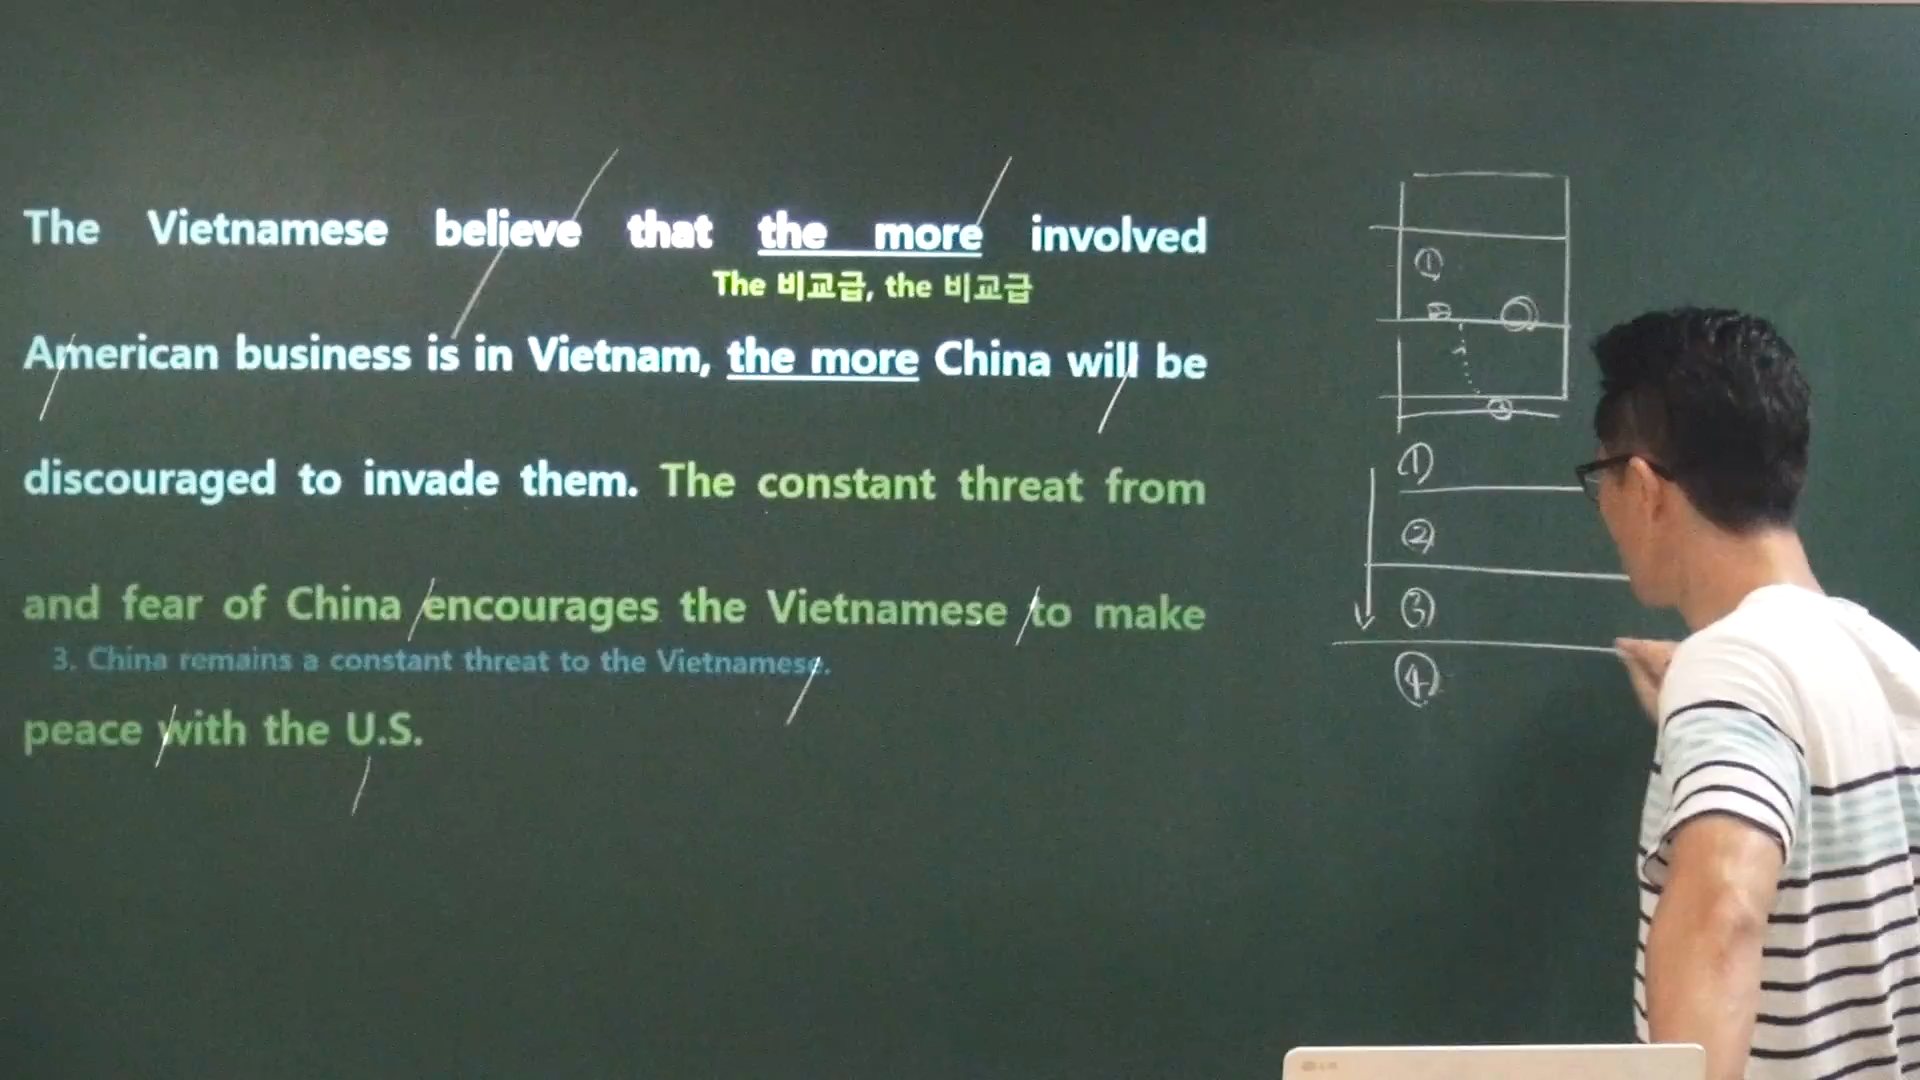 The Vietnamese believe that the more involved
The 비교급, the 비교급
American business is in Vietnam, the more China will be
discouraged to invade them. The constant threat from
and fear of China encourages the Vietnamese to make
3. China remains a constant threat to the Vietnamese.
peace with the U.S.
①
①
②
③
④